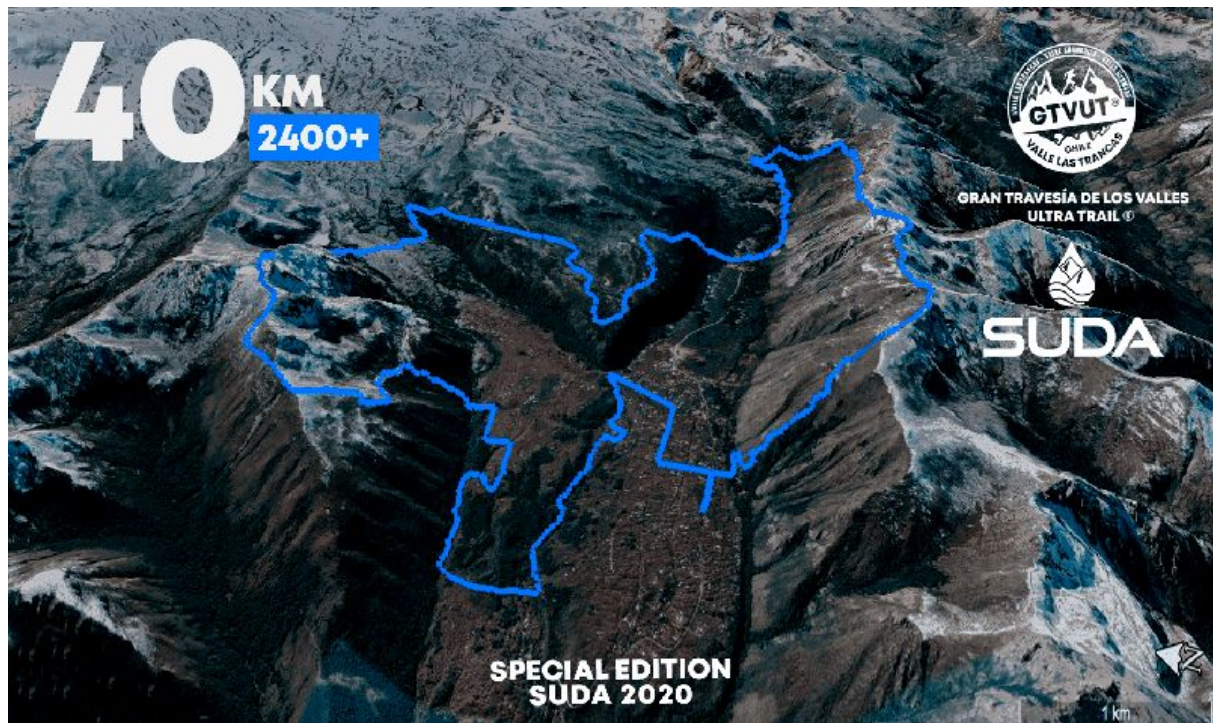 40
KM
2400+
GTVUT®
CHILE
VALLE LAS TRANCAS
GRAN TRAVESÍA DE LOS VALLES
ULTRA TRAIL ®
SUDA
SPECIAL EDITION
SUDA 2020
1 km